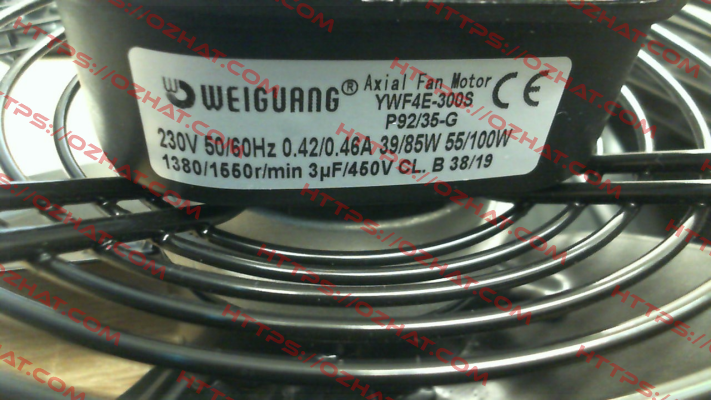 WEIGUANG® Axial Fan Motor CE
YWF4E-300S
P92/35-G
230V 50/60Hz 0.42/0.46A 39/85W 55/100W
1380/1550r/min 3µF/450V CL. B 38/19
HTTPS://OZHAT.COM